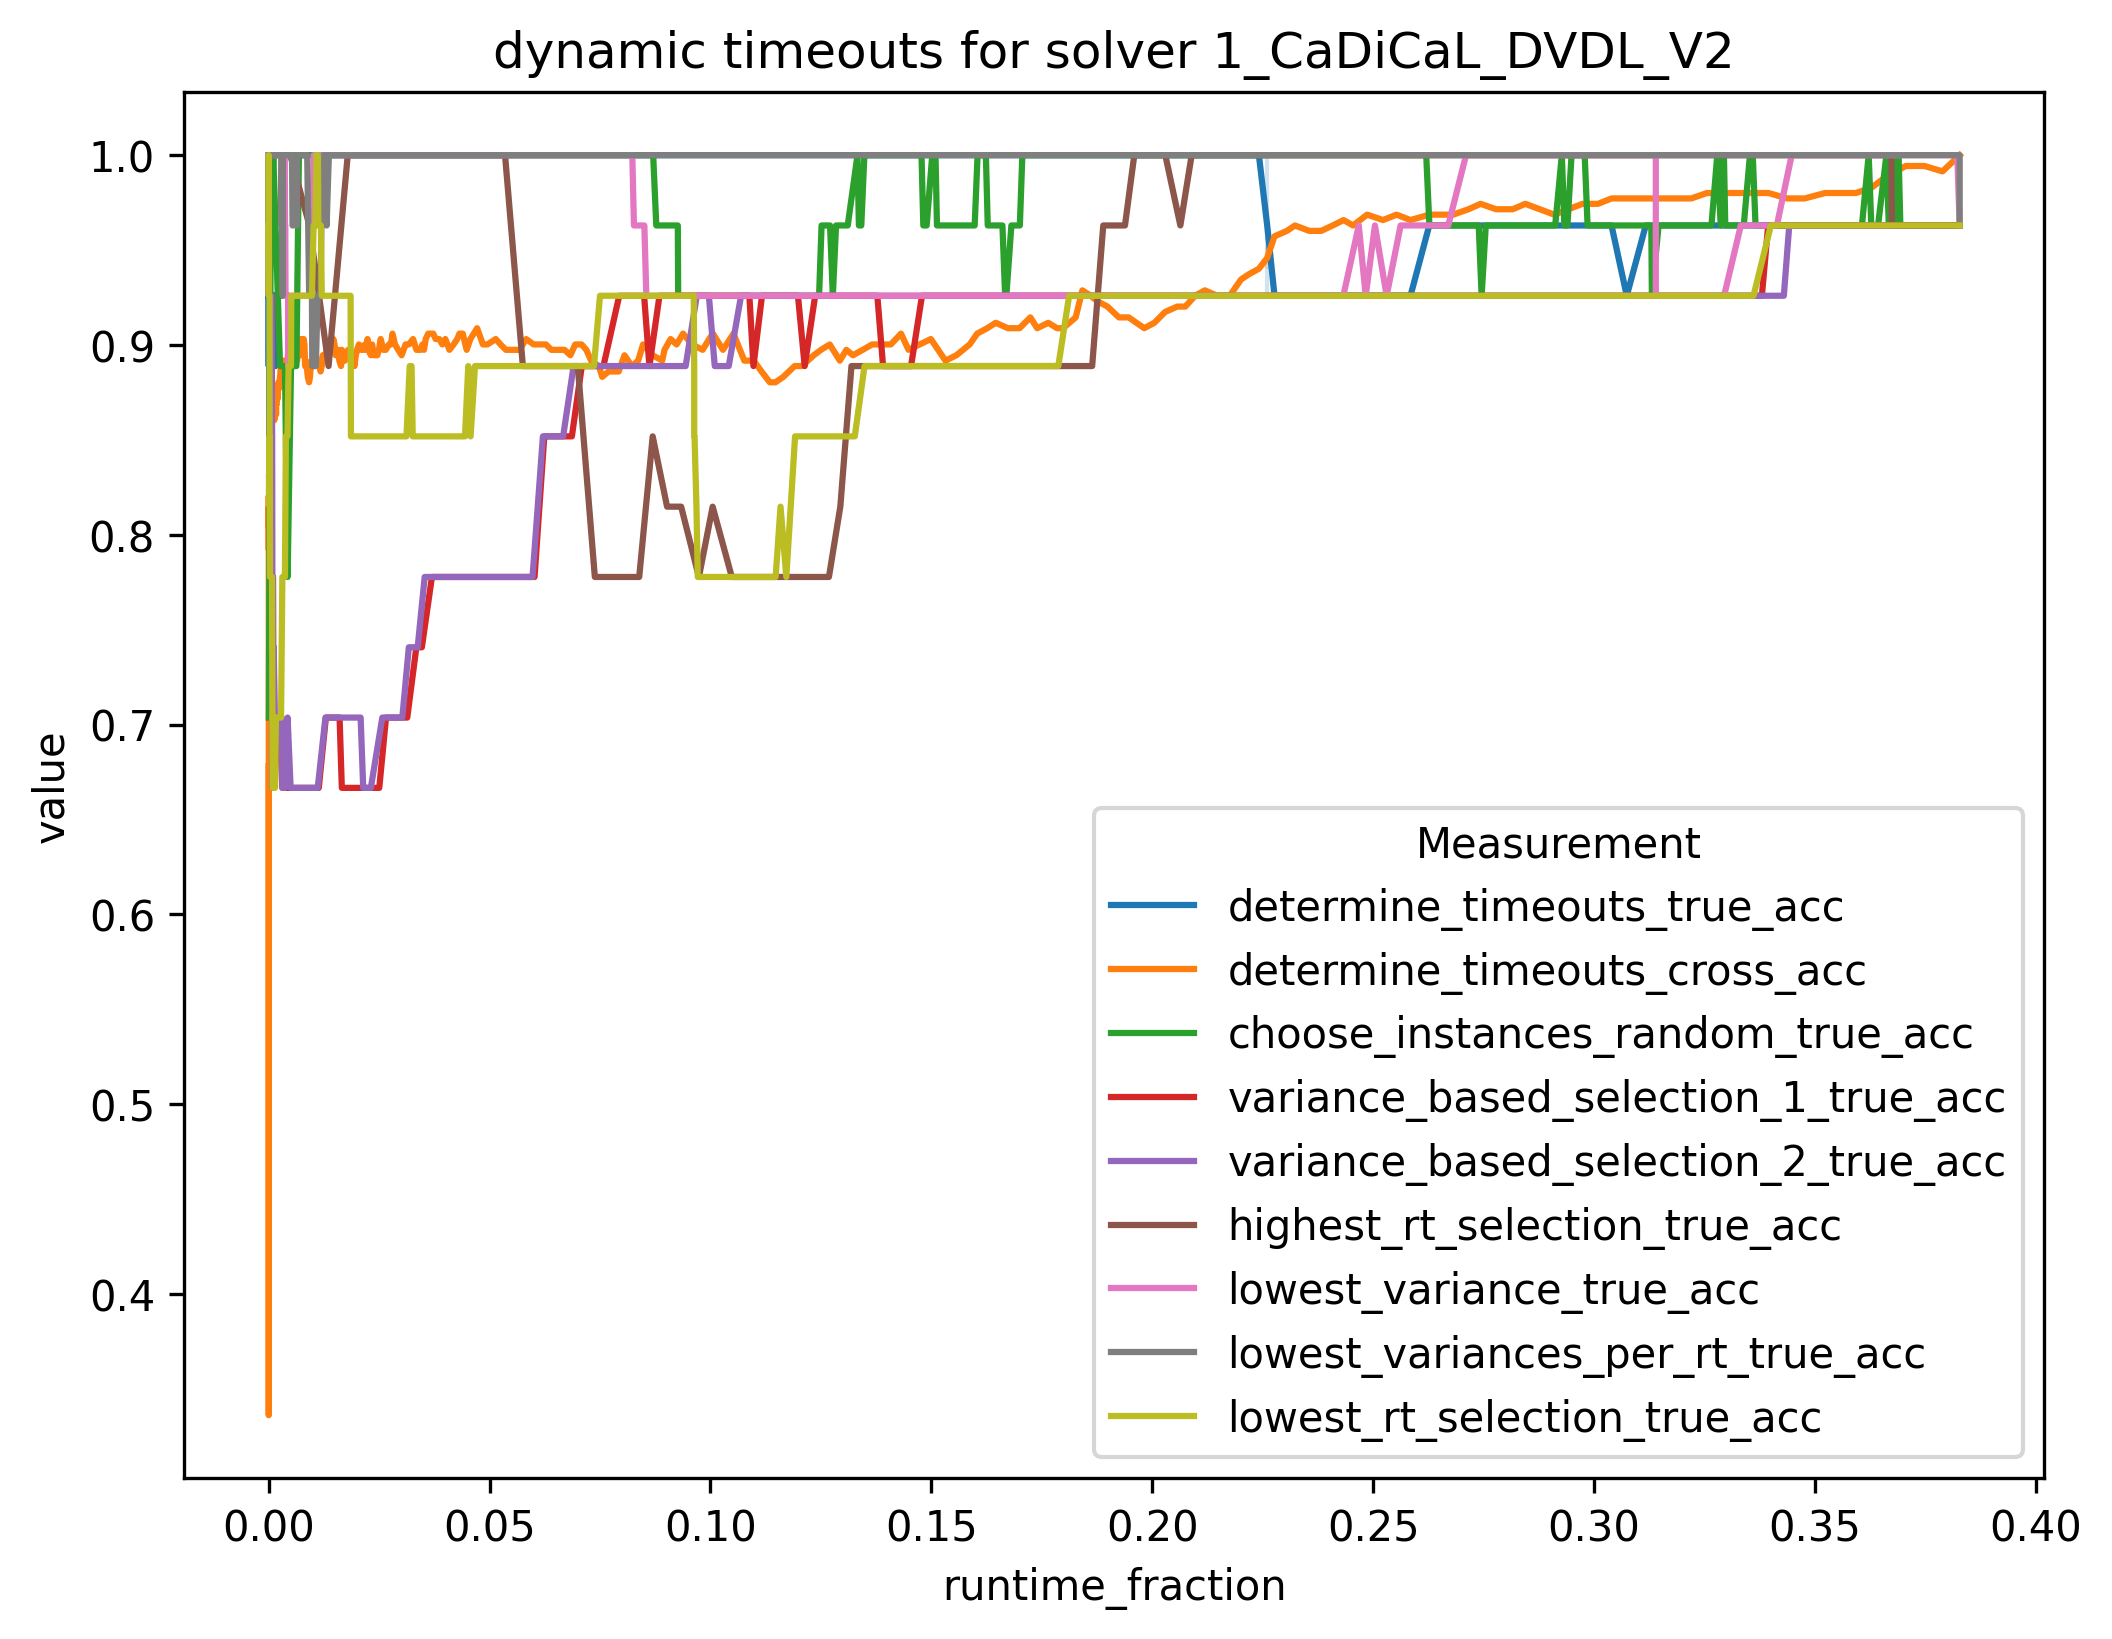 dynamic timeouts for solver 1_CaDiCaL_DVDL_V2
1.0
0.9
0.8
0.7
0.6
0.5
0.4
value
Measurement
determine_timeouts_true_acc
determine_timeouts_cross_acc
choose_instances_random_true_acc
variance_based_selection_1_true_acc
variance_based_selection_2_true_acc
highest_rt_selection_true_acc
lowest_variance_true_acc
lowest_variances_per_rt_true_acc
lowest_rt_selection_true_acc
0.00 0.05 0.10 0.15 0.20 0.25 0.30 0.35 0.40
runtime_fraction